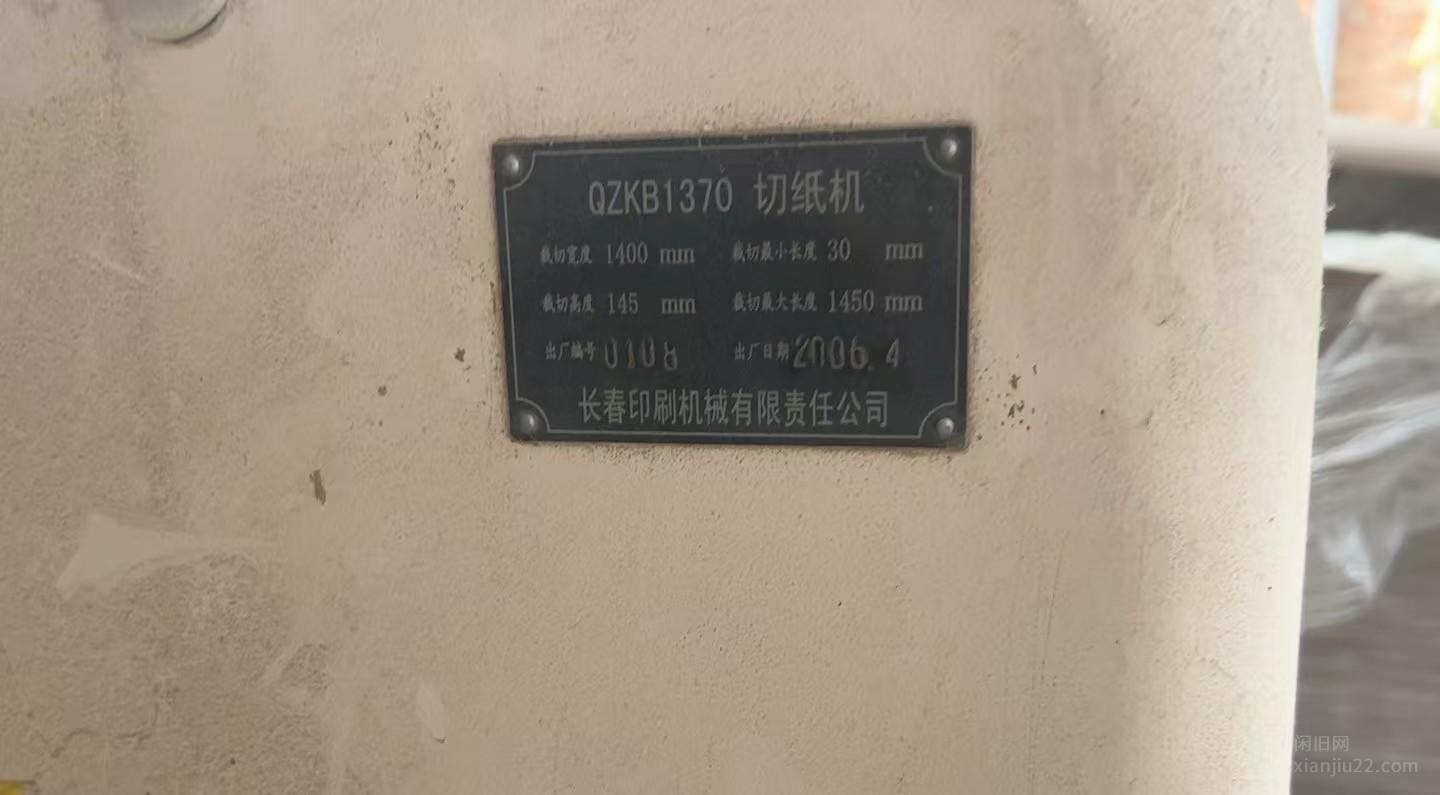 QZKB1370 切纸机
裁切宽度 1400 mm 裁切最小长度 30 mm
裁切高度 145 mm 裁切最大长度 1450 mm
出厂编号 0108 出厂日期 2006.4
长春印刷机械有限责任公司
闲旧网
xianjiu22.com